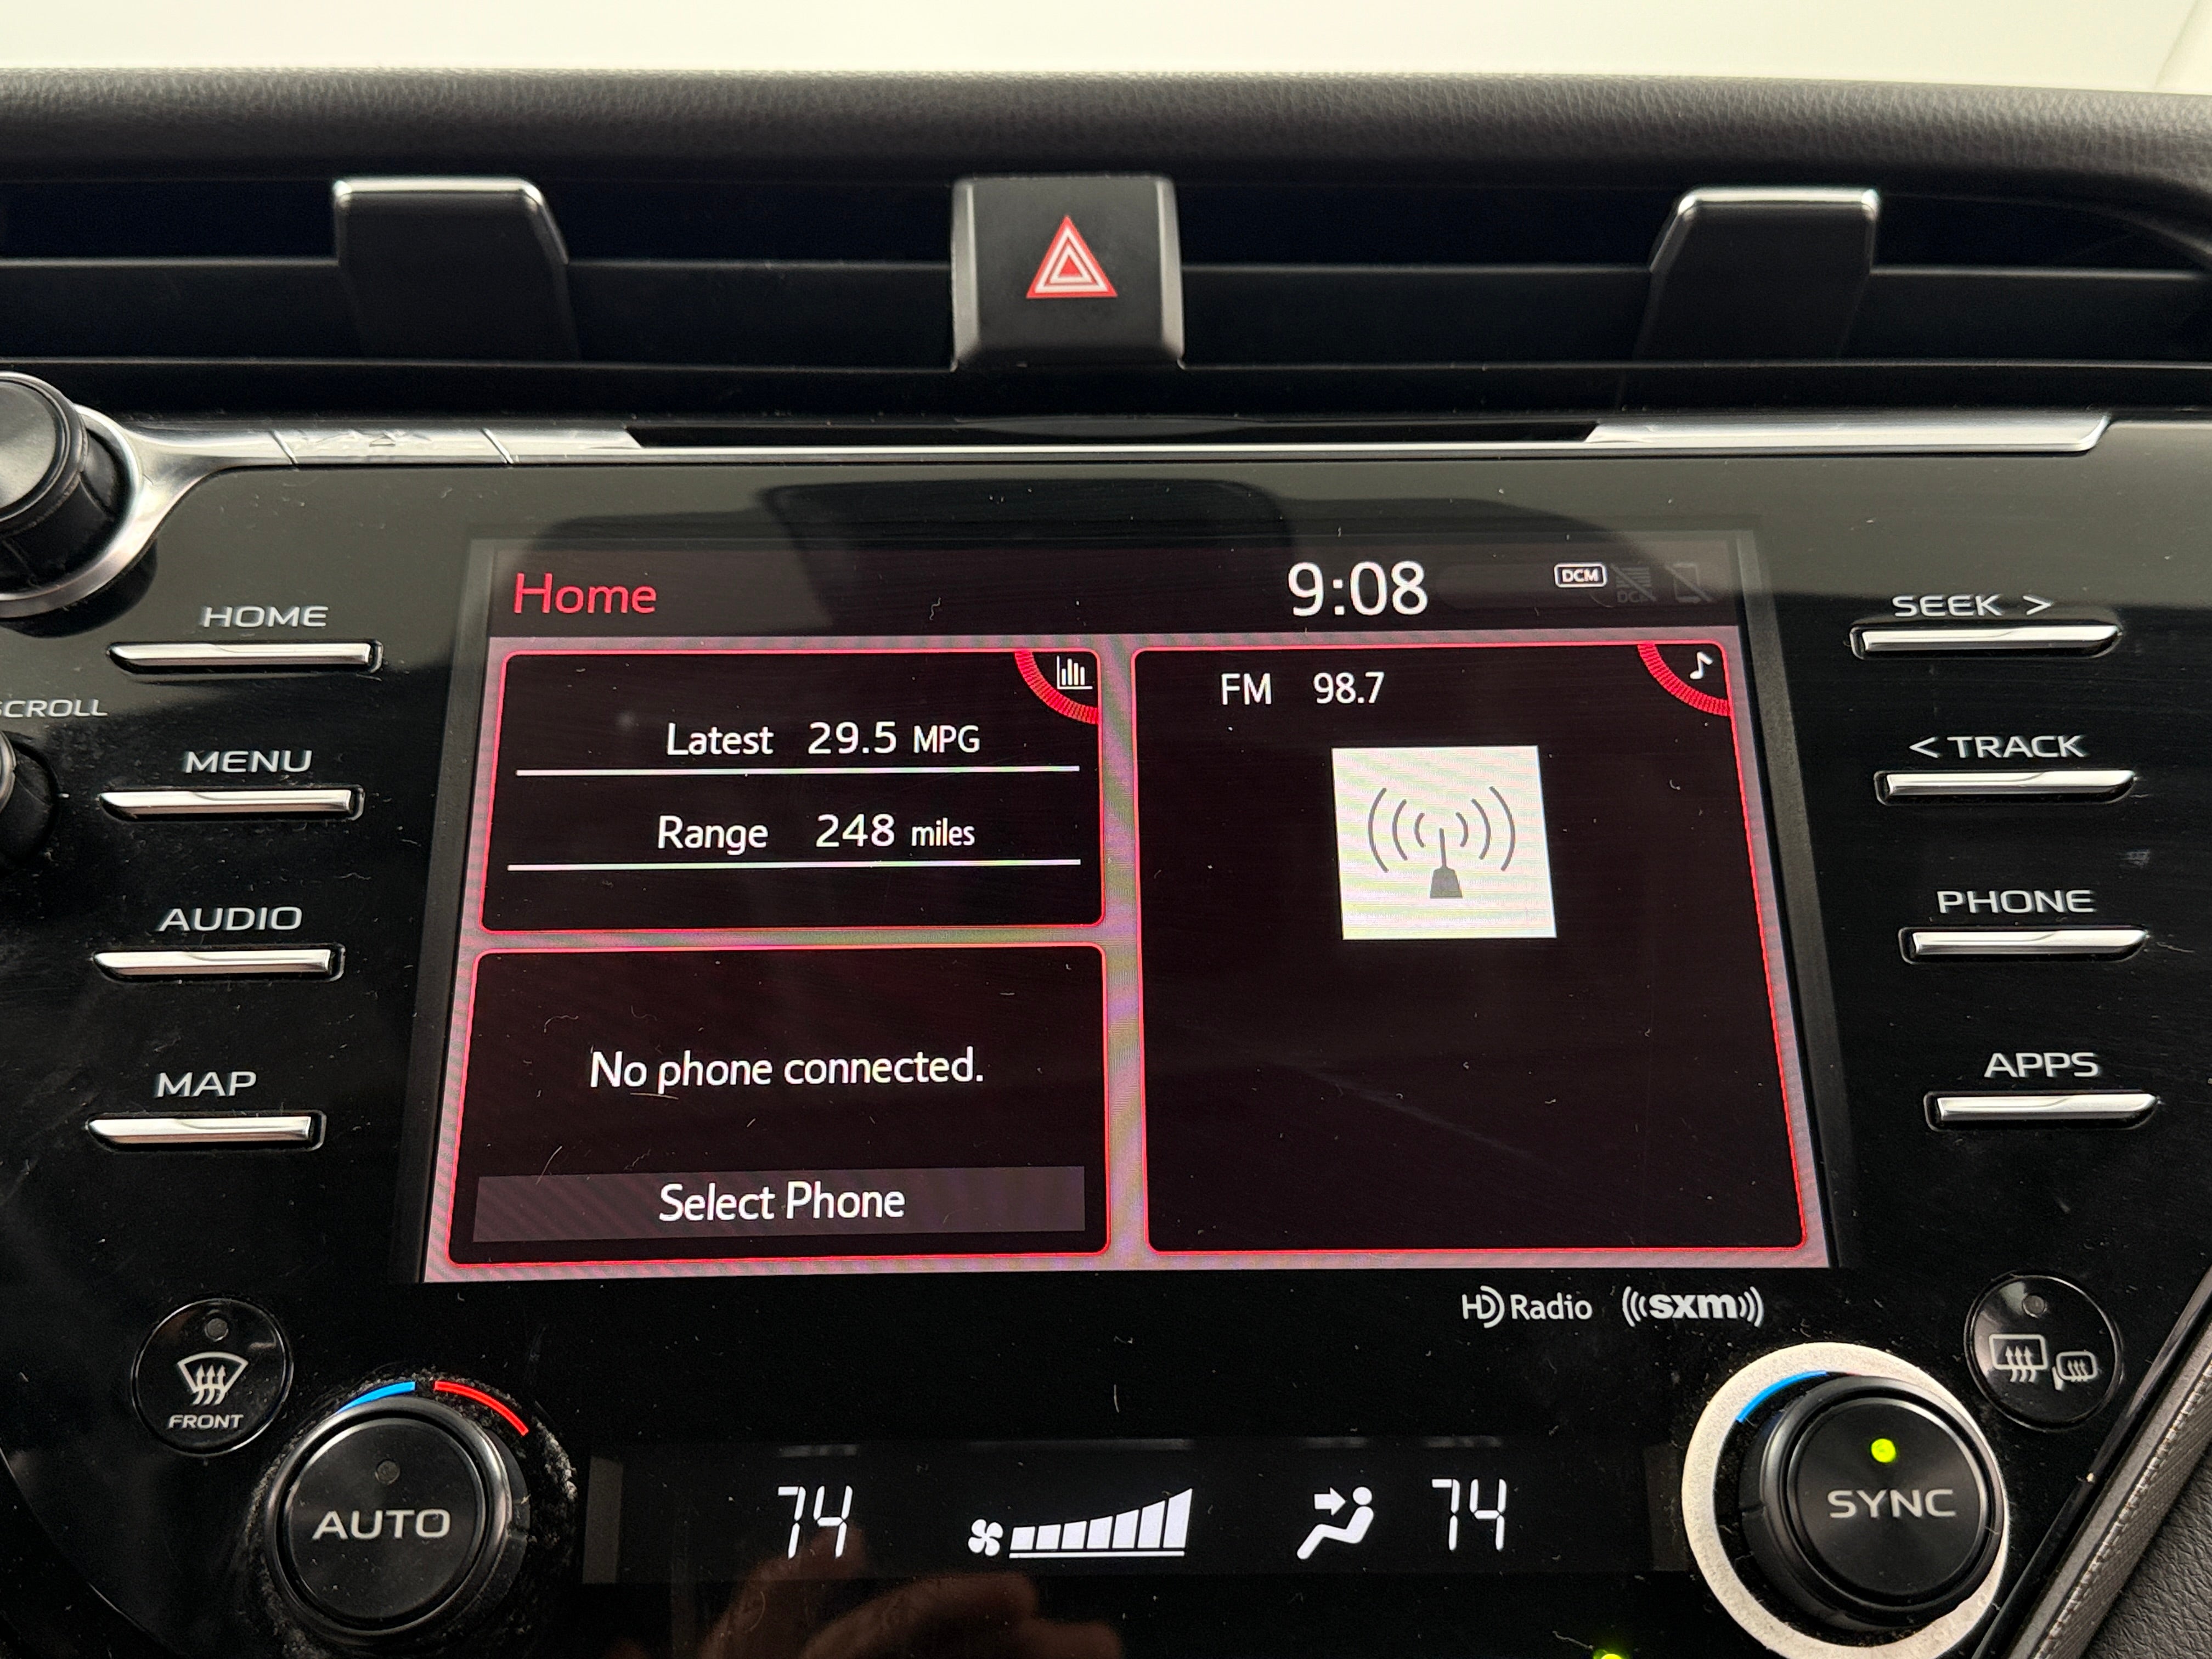 Home 9:08 DCM
DCM
HOME
SEEK >
SCROLL
FM 98.7
Latest 29.5 MPG
MENU
< TRACK
Range 248 miles
AUDIO
PHONE
No phone connected.
MAP
APPS
Select Phone
HD Radio ((sxm))
FRONT
AUTO
74 74
SYNC